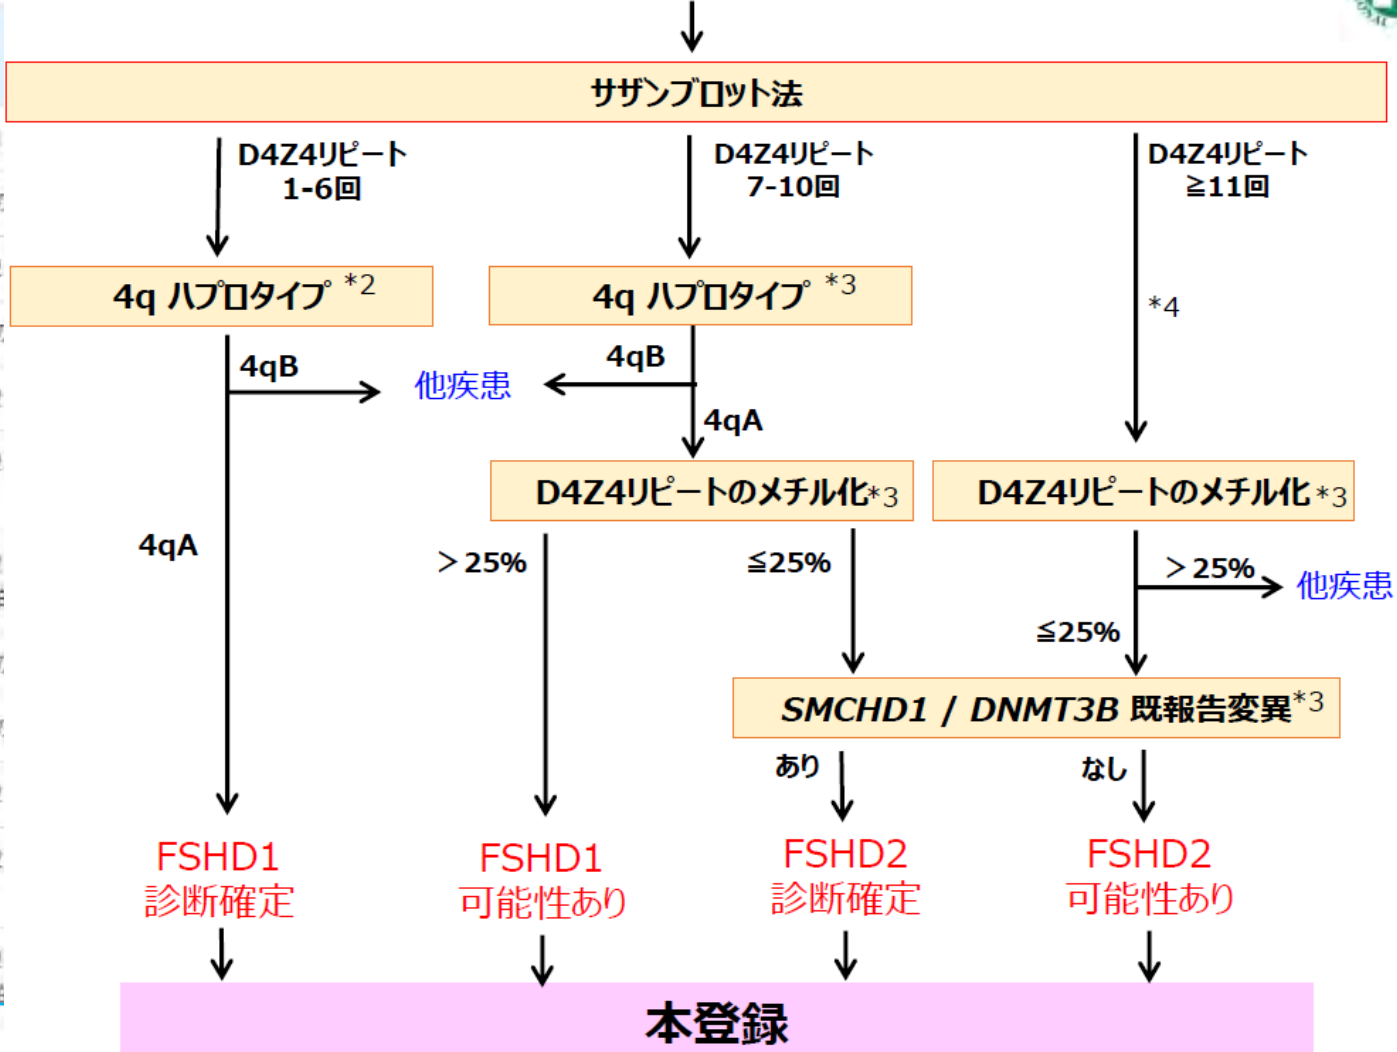 サザンブロット法
D4Z4リピート
1-6回
D4Z4リピート
7-10回
D4Z4リピート
≧11回
4q ハプロタイプ *2
4q ハプロタイプ *3
*4
4qB
他疾患
4qB
4qA
D4Z4リピートのメチル化*3
D4Z4リピートのメチル化*3
4qA
＞25%
≦25%
＞25%
他疾患
≦25%
SMCHD1 / DNMT3B 既報告変異*3
あり
なし
FSHD1
診断確定
FSHD1
可能性あり
FSHD2
診断確定
FSHD2
可能性あり
本登録